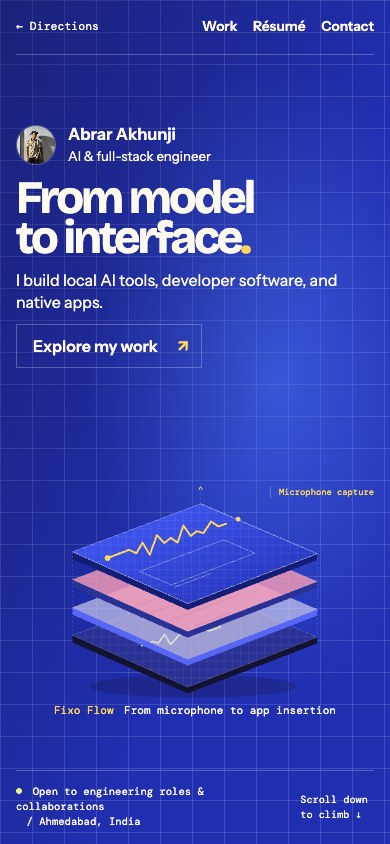 ← Directions
Work Résumé Contact
Abrar Akhunji
AI & full-stack engineer
From model
to interface.
I build local AI tools, developer software, and
native apps.
Explore my work ↗
Microphone capture
Fixo Flow From microphone to app insertion
Open to engineering roles &
collaborations
/ Ahmedabad, India
Scroll down
to climb ↓